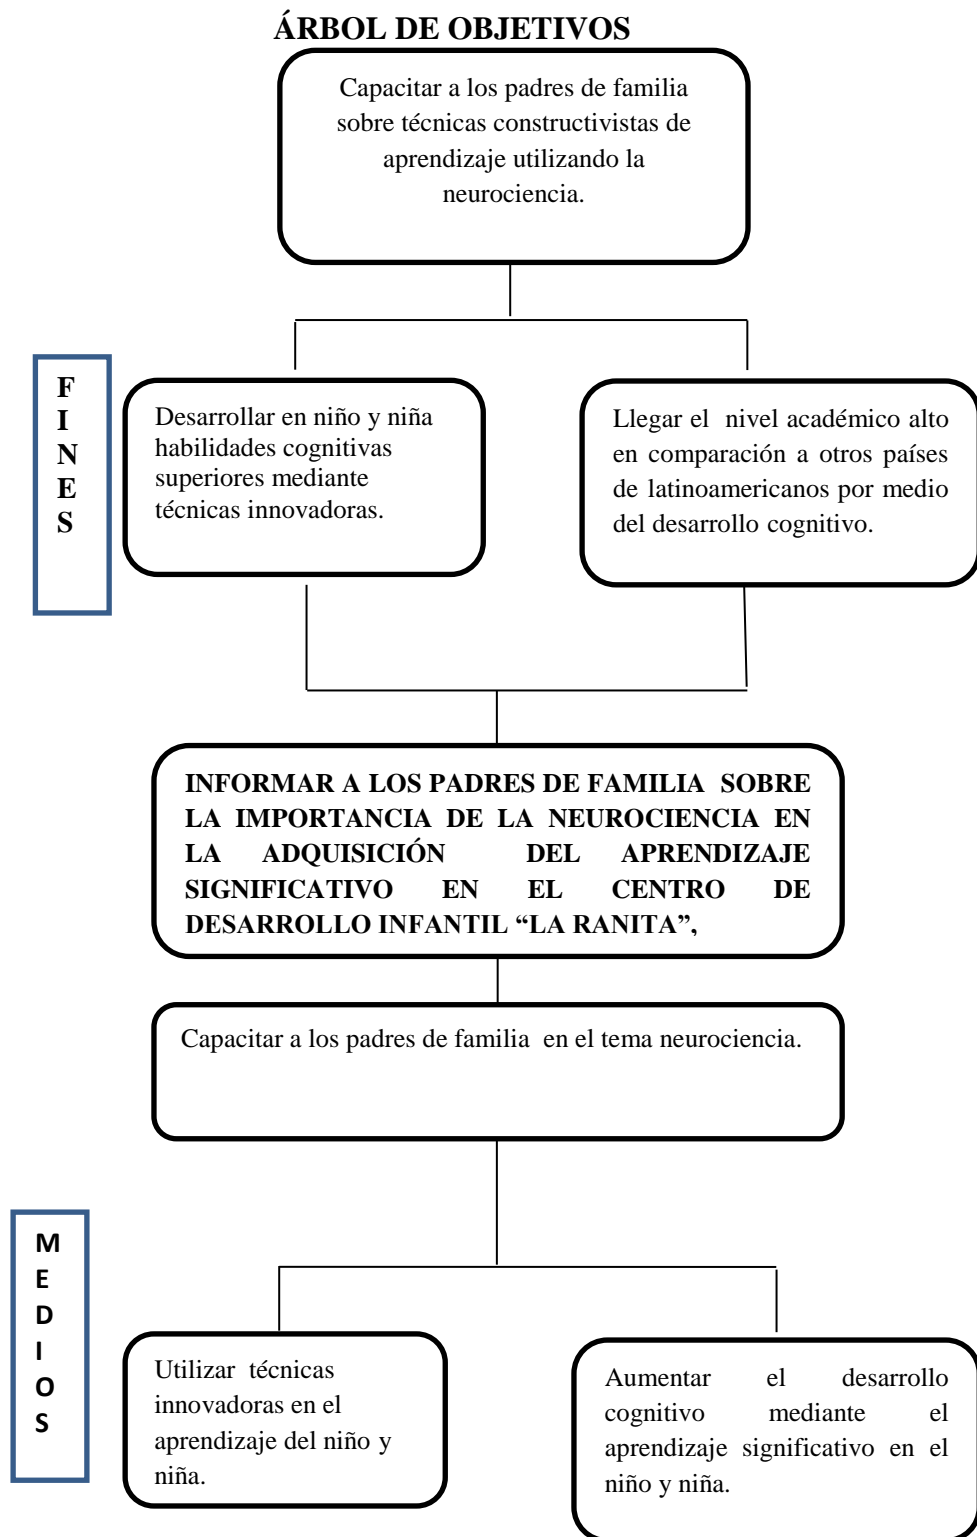 ÁRBOL DE OBJETIVOS
Capacitar a los padres de familia
sobre técnicas constructivistas de
aprendizaje utilizando la
neurociencia.
F
I
N
E
S
Desarrollar en niño y niña
habilidades cognitivas
superiores mediante
técnicas innovadoras.
Llegar el nivel académico alto
en comparación a otros países
de latinoamericanos por medio
del desarrollo cognitivo.
INFORMAR A LOS PADRES DE FAMILIA SOBRE
LA IMPORTANCIA DE LA NEUROCIENCIA EN
LA ADQUISICIÓN DEL APRENDIZAJE
SIGNIFICATIVO EN EL CENTRO DE
DESARROLLO INFANTIL “LA RANITA”,
Capacitar a los padres de familia en el tema neurociencia.
M
E
D
I
O
S
Utilizar técnicas
innovadoras en el
aprendizaje del niño y
niña.
Aumentar el desarrollo
cognitivo mediante el
aprendizaje significativo en el
niño y niña.